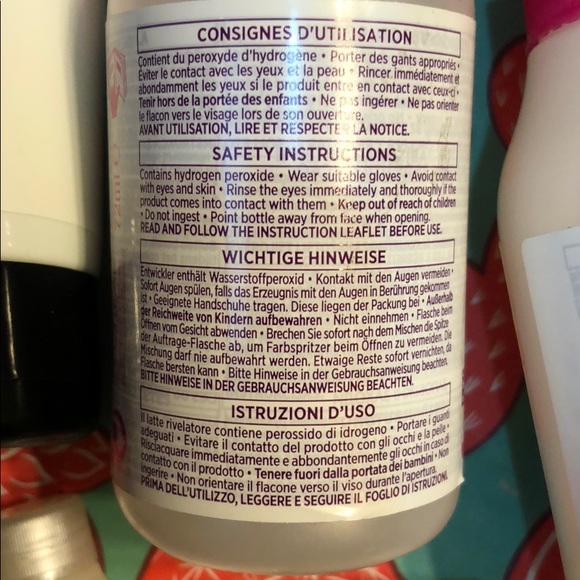 CONSIGNES D'UTILISATION
Contient du peroxyde d'hydrogène • Porter des gants appropriés •
Éviter le contact avec les yeux et la peau • Rincer immédiatement et
abondamment les yeux si le produit entre en contact avec ceux-ci •
Tenir hors de la portée des enfants • Ne pas ingérer • Ne pas orienter
le flacon vers le visage lors de son ouverture.
AVANT UTILISATION, LIRE ET RESPECTER LA NOTICE.
SAFETY INSTRUCTIONS
Contains hydrogen peroxide • Wear suitable gloves • Avoid contact
with eyes and skin • Rinse the eyes immediately and thoroughly if the
product comes into contact with them • Keep out of reach of children
• Do not ingest • Point bottle away from face when opening.
READ AND FOLLOW THE INSTRUCTION LEAFLET BEFORE USE.
WICHTIGE HINWEISE
Entwickler enthält Wasserstoffperoxid • Kontakt mit den Augen vermeiden •
Sofort Augen spülen, falls das Erzeugnis mit den Augen in Berührung gekommen
ist • Geeignete Handschuhe tragen. Diese liegen der Packung bei • Außerhalb
der Reichweite von Kindern aufbewahren • Nicht einnehmen • Flasche beim
Öffnen vom Gesicht abwenden • Brechen Sie sofort nach dem Mischen die Spitze
der Auftrage-Flasche ab, um Farbspritzer beim Öffnen zu vermeiden. Die
Mischung darf nie aufbewahrt werden. Etwaige Reste sofort vernichten, da
Flasche bersten kann • Bitte Hinweise in der Gebrauchsanweisung beachten.
BITTE HINWEISE IN DER GEBRAUCHSANWEISUNG BEACHTEN.
ISTRUZIONI D'USO
Il latte rivelatore contiene perossido di idrogeno • Portare i guanti
adeguati • Evitare il contatto del prodotto con gli occhi e la pelle •
Risciacquare immediatamente e abbondantemente gli occhi in caso di
contatto con il prodotto • Tenere fuori dalla portata dei bambini • Non
ingerire • Non orientare il flacone verso il viso durante l'apertura.
PRIMA DELL'UTILIZZO, LEGGERE E SEGUIRE IL FOGLIO DI ISTRUZIONI.